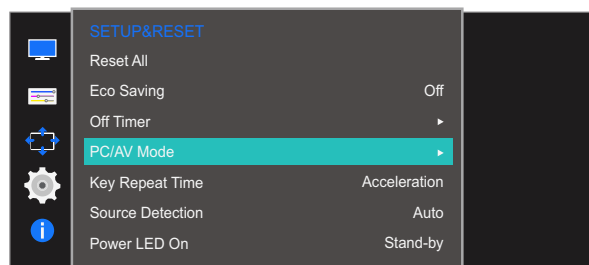 SETUP&RESET
Reset All
Eco Saving Off
Off Timer
PC/AV Mode
Key Repeat Time Acceleration
Source Detection Auto
Power LED On Stand-by